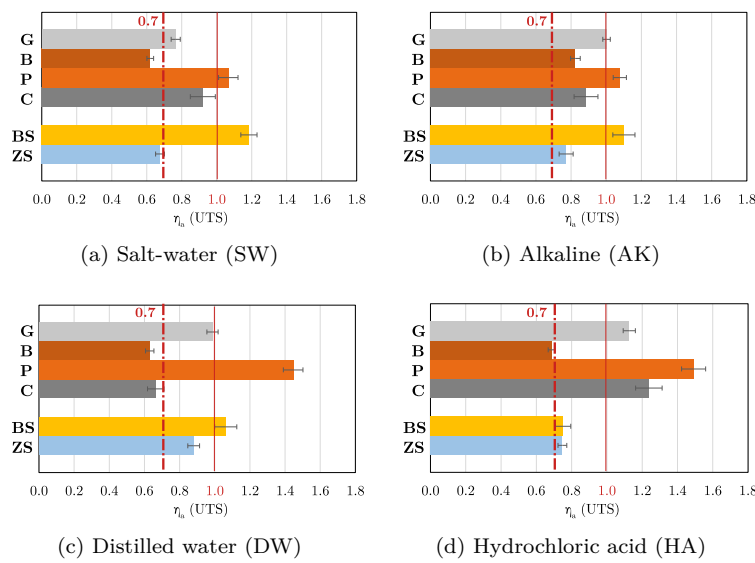 0.7
G
B
P
C
BS
ZS
0.0 0.2 0.4 0.6 0.8 1.0 1.2 1.4 1.6 1.8
ηₐ (UTS)
(a) Salt-water (SW)
0.7
G
B
P
C
BS
ZS
0.0 0.2 0.4 0.6 0.8 1.0 1.2 1.4 1.6 1.8
ηₐ (UTS)
(b) Alkaline (AK)
0.7
G
B
P
C
BS
ZS
0.0 0.2 0.4 0.6 0.8 1.0 1.2 1.4 1.6 1.8
ηₐ (UTS)
(c) Distilled water (DW)
0.7
G
B
P
C
BS
ZS
0.0 0.2 0.4 0.6 0.8 1.0 1.2 1.4 1.6 1.8
ηₐ (UTS)
(d) Hydrochloric acid (HA)